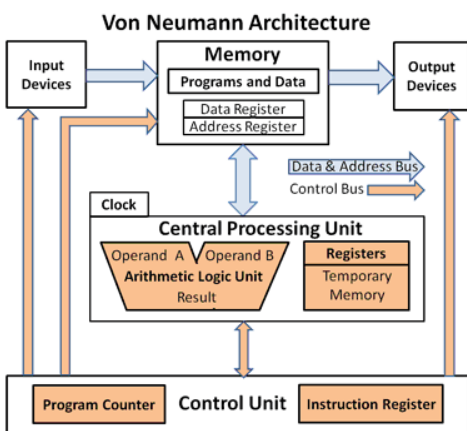 Von Neumann Architecture
Input
Devices
Memory
Programs and Data
Data Register
Address Register
Output
Devices
Data & Address Bus
Control Bus
Clock
Central Processing Unit
Operand A Operand B
Arithmetic Logic Unit
Result
Registers
Temporary
Memory
Program Counter
Control Unit
Instruction Register